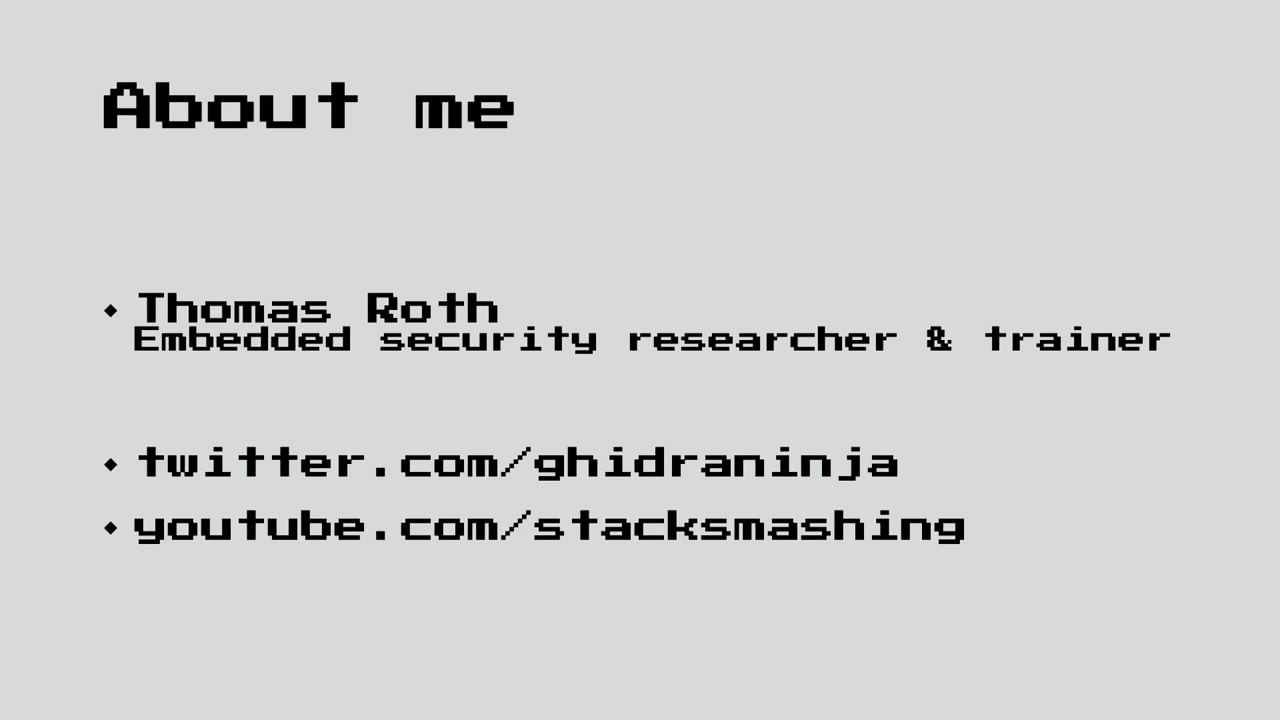 About me
◆ Thomas Roth
Embedded security researcher & trainer
◆ twitter.com/ghidraninja
◆ youtube.com/stacksmashing